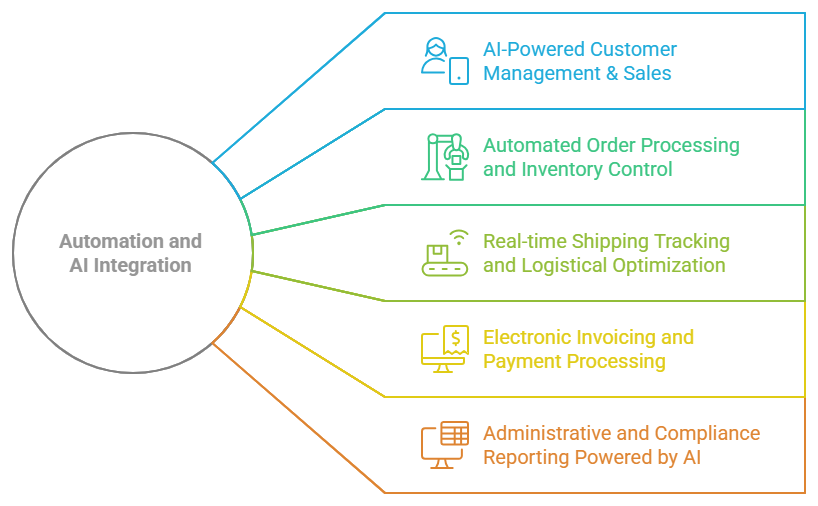 Automation and
AI Integration
AI-Powered Customer
Management & Sales
Automated Order Processing
and Inventory Control
Real-time Shipping Tracking
and Logistical Optimization
$
Electronic Invoicing and
Payment Processing
Administrative and Compliance
Reporting Powered by AI